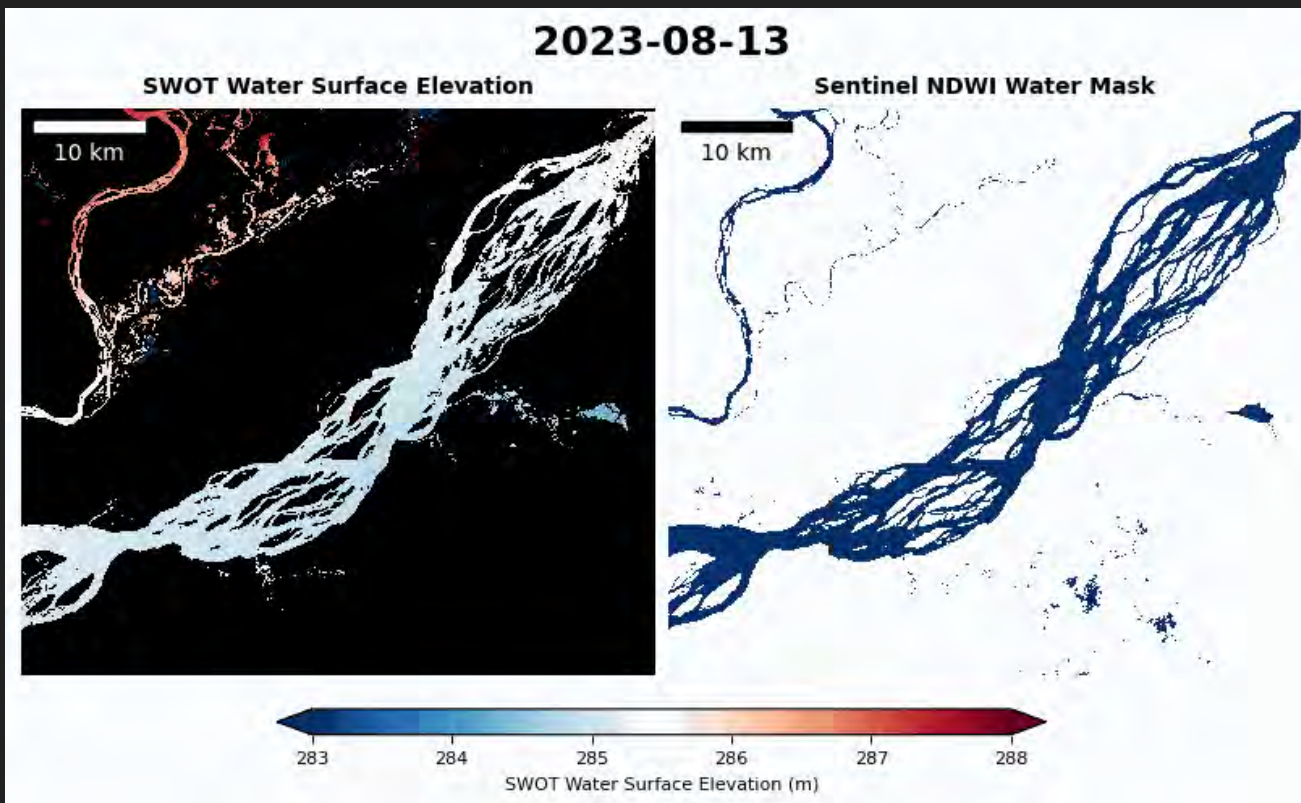 2023-08-13
SWOT Water Surface Elevation
Sentinel NDWI Water Mask
10 km
10 km
283 284 285 286 287 288
SWOT Water Surface Elevation (m)